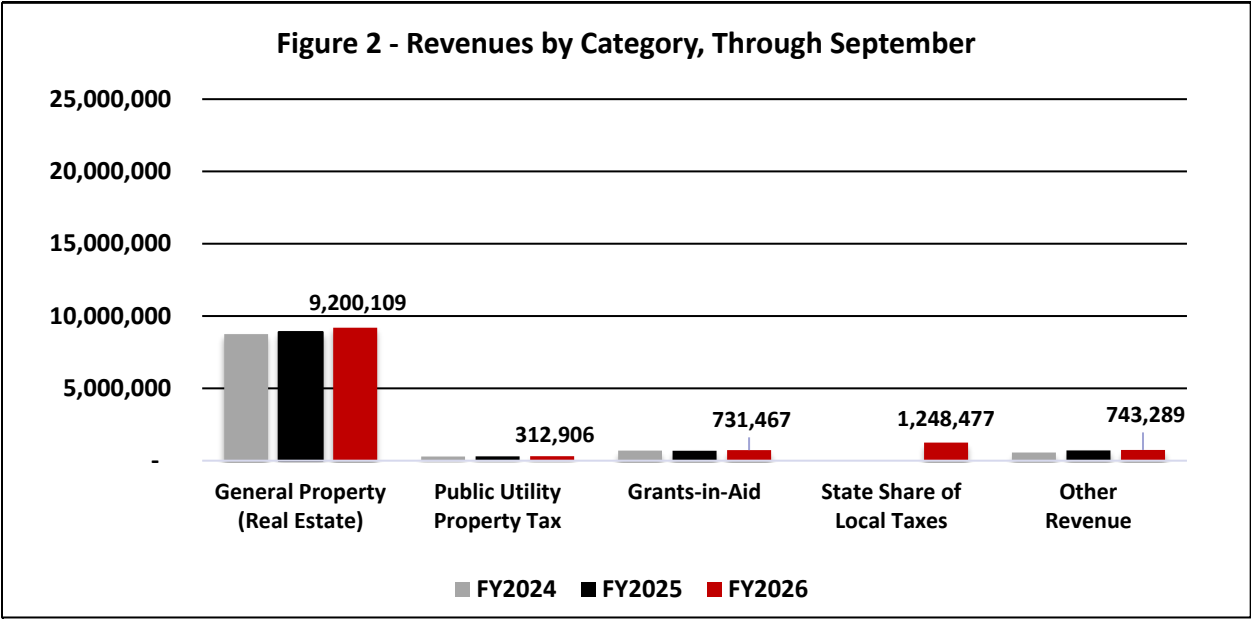 Figure 2 - Revenues by Category, Through September
25,000,000
20,000,000
15,000,000
10,000,000
5,000,000
-
9,200,109
312,906
731,467
1,248,477
743,289
General Property
(Real Estate)
Public Utility
Property Tax
Grants-in-Aid
State Share of
Local Taxes
Other
Revenue
FY2024
FY2025
FY2026